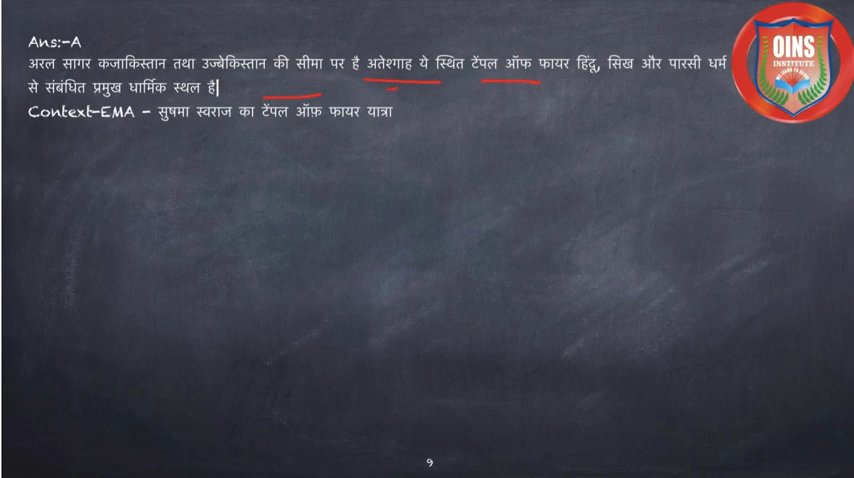 Ans:-A
अरल सागर कजाकिस्तान तथा उज्बेकिस्तान की सीमा पर है अतेश्गाह ये स्थित टेंपल ऑफ फायर हिंदू, सिख और पारसी धर्म
से संबंधित प्रमुख धार्मिक स्थल है|
Context-EMA - सुषमा स्वराज का टेंपल ऑफ़ फायर यात्रा
OINS
INSTITUTE
9